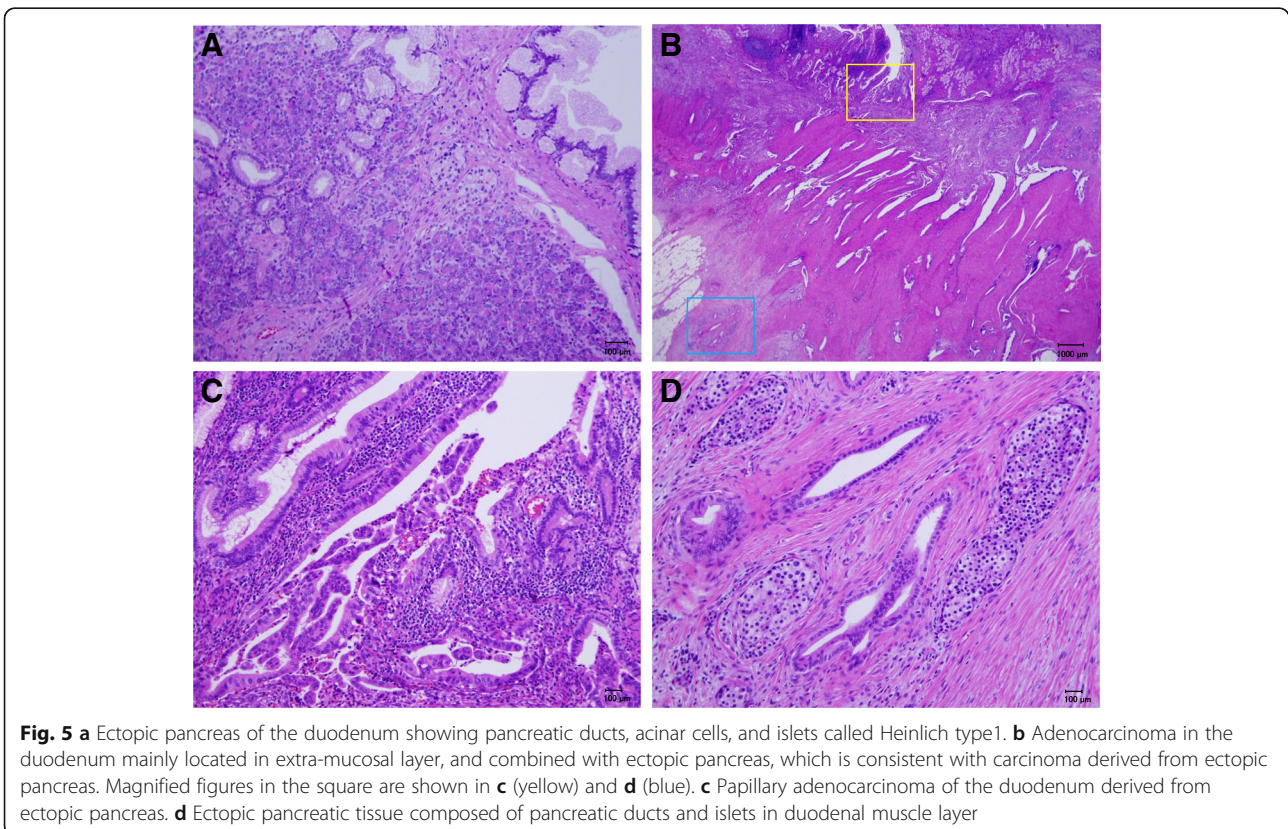 A
B
100 µm
1000 µm
C
D
100 µm
100 µm
Fig. 5 a Ectopic pancreas of the duodenum showing pancreatic ducts, acinar cells, and islets called Heinlich type1. b Adenocarcinoma in the
duodenum mainly located in extra-mucosal layer, and combined with ectopic pancreas, which is consistent with carcinoma derived from ectopic
pancreas. Magnified figures in the square are shown in c (yellow) and d (blue). c Papillary adenocarcinoma of the duodenum derived from
ectopic pancreas. d Ectopic pancreatic tissue composed of pancreatic ducts and islets in duodenal muscle layer